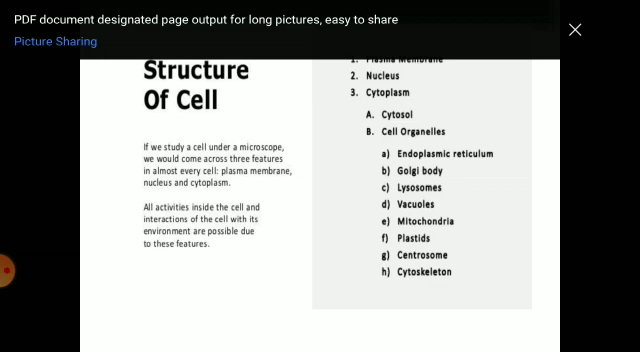 PDF document designated page output for long pictures, easy to share
Picture Sharing
Structure
Of Cell
If we study a cell under a microscope,
we would come across three features
in almost every cell: plasma membrane,
nucleus and cytoplasm.
All activities inside the cell and
interactions of the cell with its
environment are possible due
to these features.
1. Plasma Membrane
2. Nucleus
3. Cytoplasm
A. Cytosol
B. Cell Organelles
a) Endoplasmic reticulum
b) Golgi body
c) Lysosomes
d) Vacuoles
e) Mitochondria
f) Plastids
g) Centrosome
h) Cytoskeleton